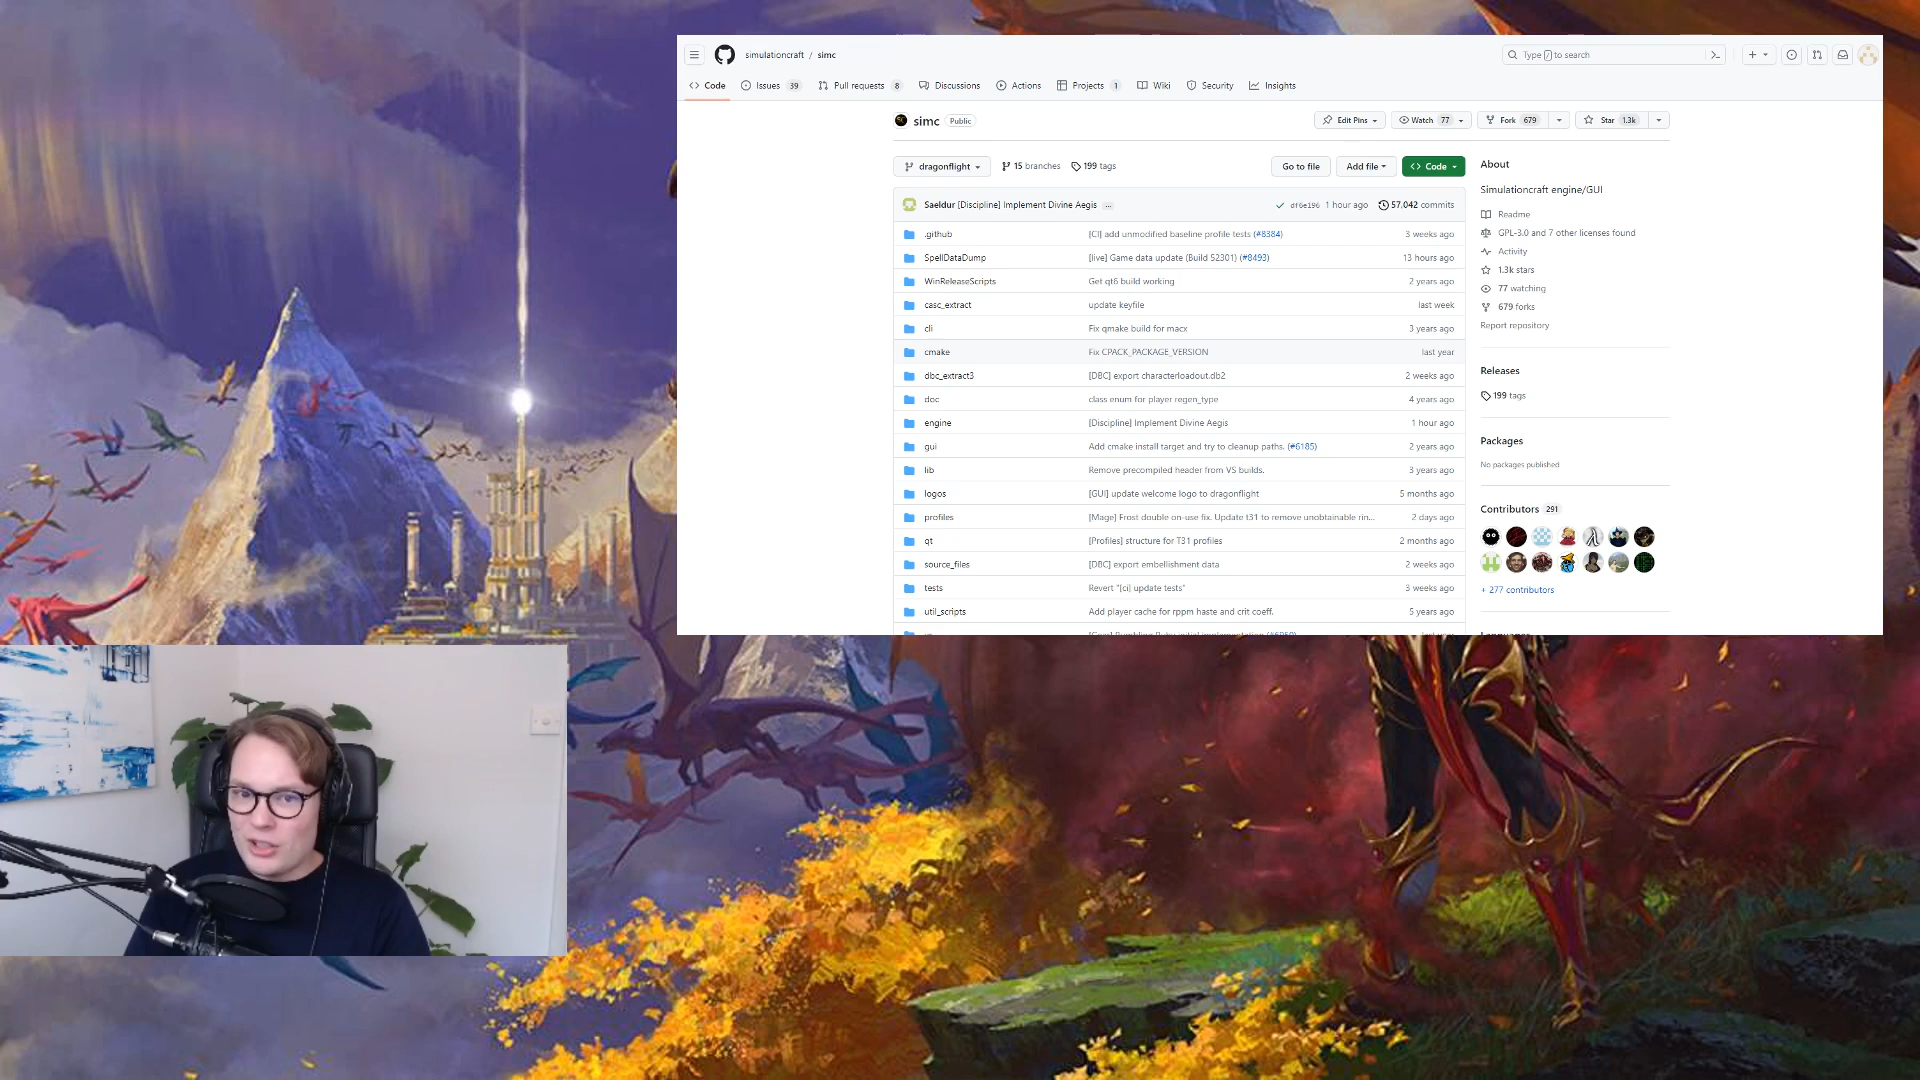 simulationcraft / simc
Type / to search
Code Issues 39 Pull requests 8 Discussions Actions Projects 1 Wiki Security Insights
simc Public
Edit Pins Watch 77 Fork 679 Star 1.3k
dragonflight 15 branches 199 tags Go to file Add file Code
Saeldur [Discipline] Implement Divine Aegis ... df6e196 1 hour ago 57,042 commits
.github [CI] add unmodified baseline profile tests (#8384) 3 weeks ago
SpellDataDump [live] Game data update (Build 52301) (#8493) 13 hours ago
WinReleaseScripts Get qt6 build working 2 years ago
casc_extract update keyfile last week
cli Fix qmake build for macx 3 years ago
cmake Fix CPACK_PACKAGE_VERSION last year
dbc_extract3 [DBC] export characterloadout.db2 2 weeks ago
doc class enum for player regen_type 4 years ago
engine [Discipline] Implement Divine Aegis 1 hour ago
gui Add cmake install target and try to cleanup paths. (#6185) 2 years ago
lib Remove precompiled header from VS builds. 3 years ago
logos [GUI] update welcome logo to dragonflight 5 months ago
profiles [Mage] Frost double on-use fix. Update t31 to remove unobtainable rin... 2 days ago
qt [Profiles] structure for T31 profiles 2 months ago
source_files [DBC] export embellishment data 2 weeks ago
tests Revert "[ci] update tests" 3 weeks ago
util_scripts Add player cache for rppm haste and crit coeff. 5 years ago
About
Simulationcraft engine/GUI
Readme
GPL-3.0 and 7 other licenses found
Activity
1.3k stars
77 watching
679 forks
Report repository
Releases
199 tags
Packages
No packages published
Contributors 291
+ 277 contributors